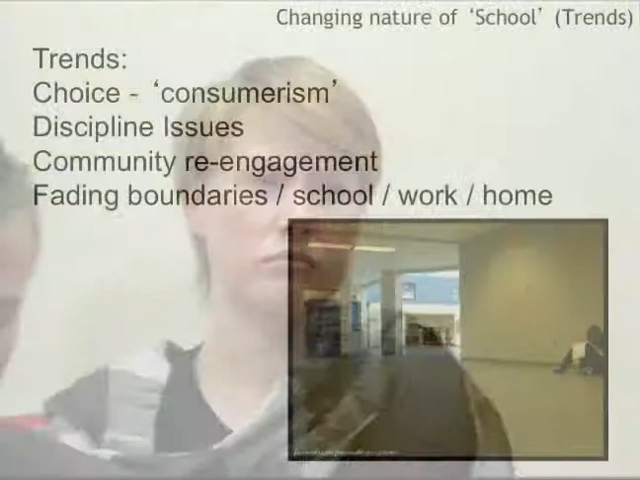 Changing nature of ‘School’ (Trends)
Trends:
Choice - ‘consumerism’
Discipline Issues
Community re-engagement
Fading boundaries / school / work / home